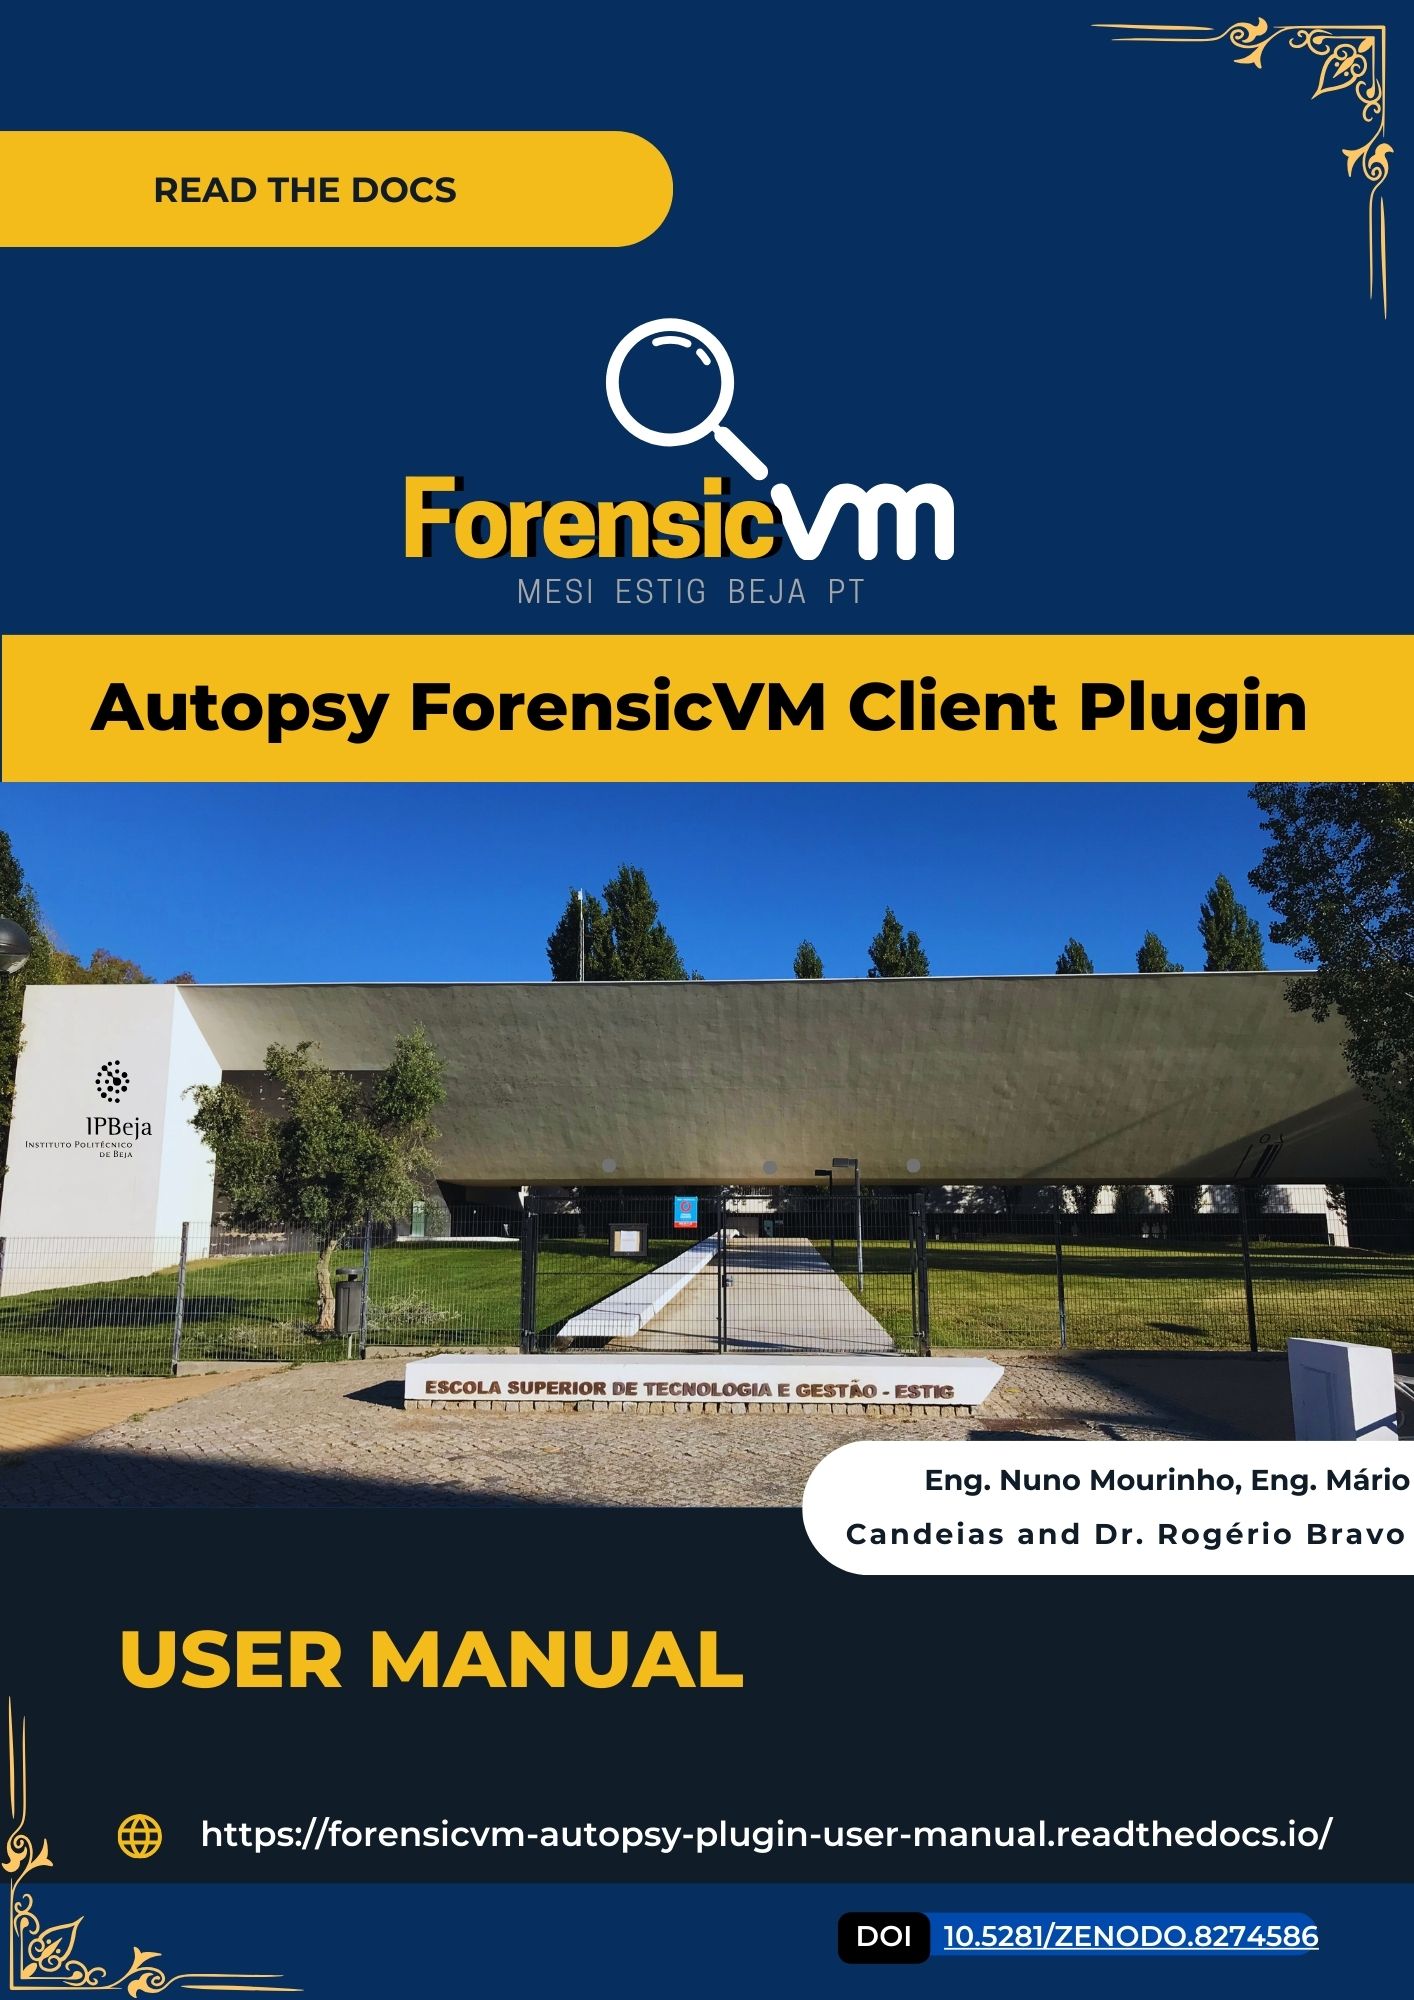 READ THE DOCS
Forensicvm
MESI ESTIG BEJA PT
Autopsy ForensicVM Client Plugin
IPBeja
INSTITUTO POLITÉCNICO
DE BEJA
ESCOLA SUPERIOR DE TECNOLOGIA E GESTÃO - ESTIG
Eng. Nuno Mourinho, Eng. Mário
Candeias and Dr. Rogério Bravo
USER MANUAL
https://forensicvm-autopsy-plugin-user-manual.readthedocs.io/
DOI 10.5281/ZENODO.8274586